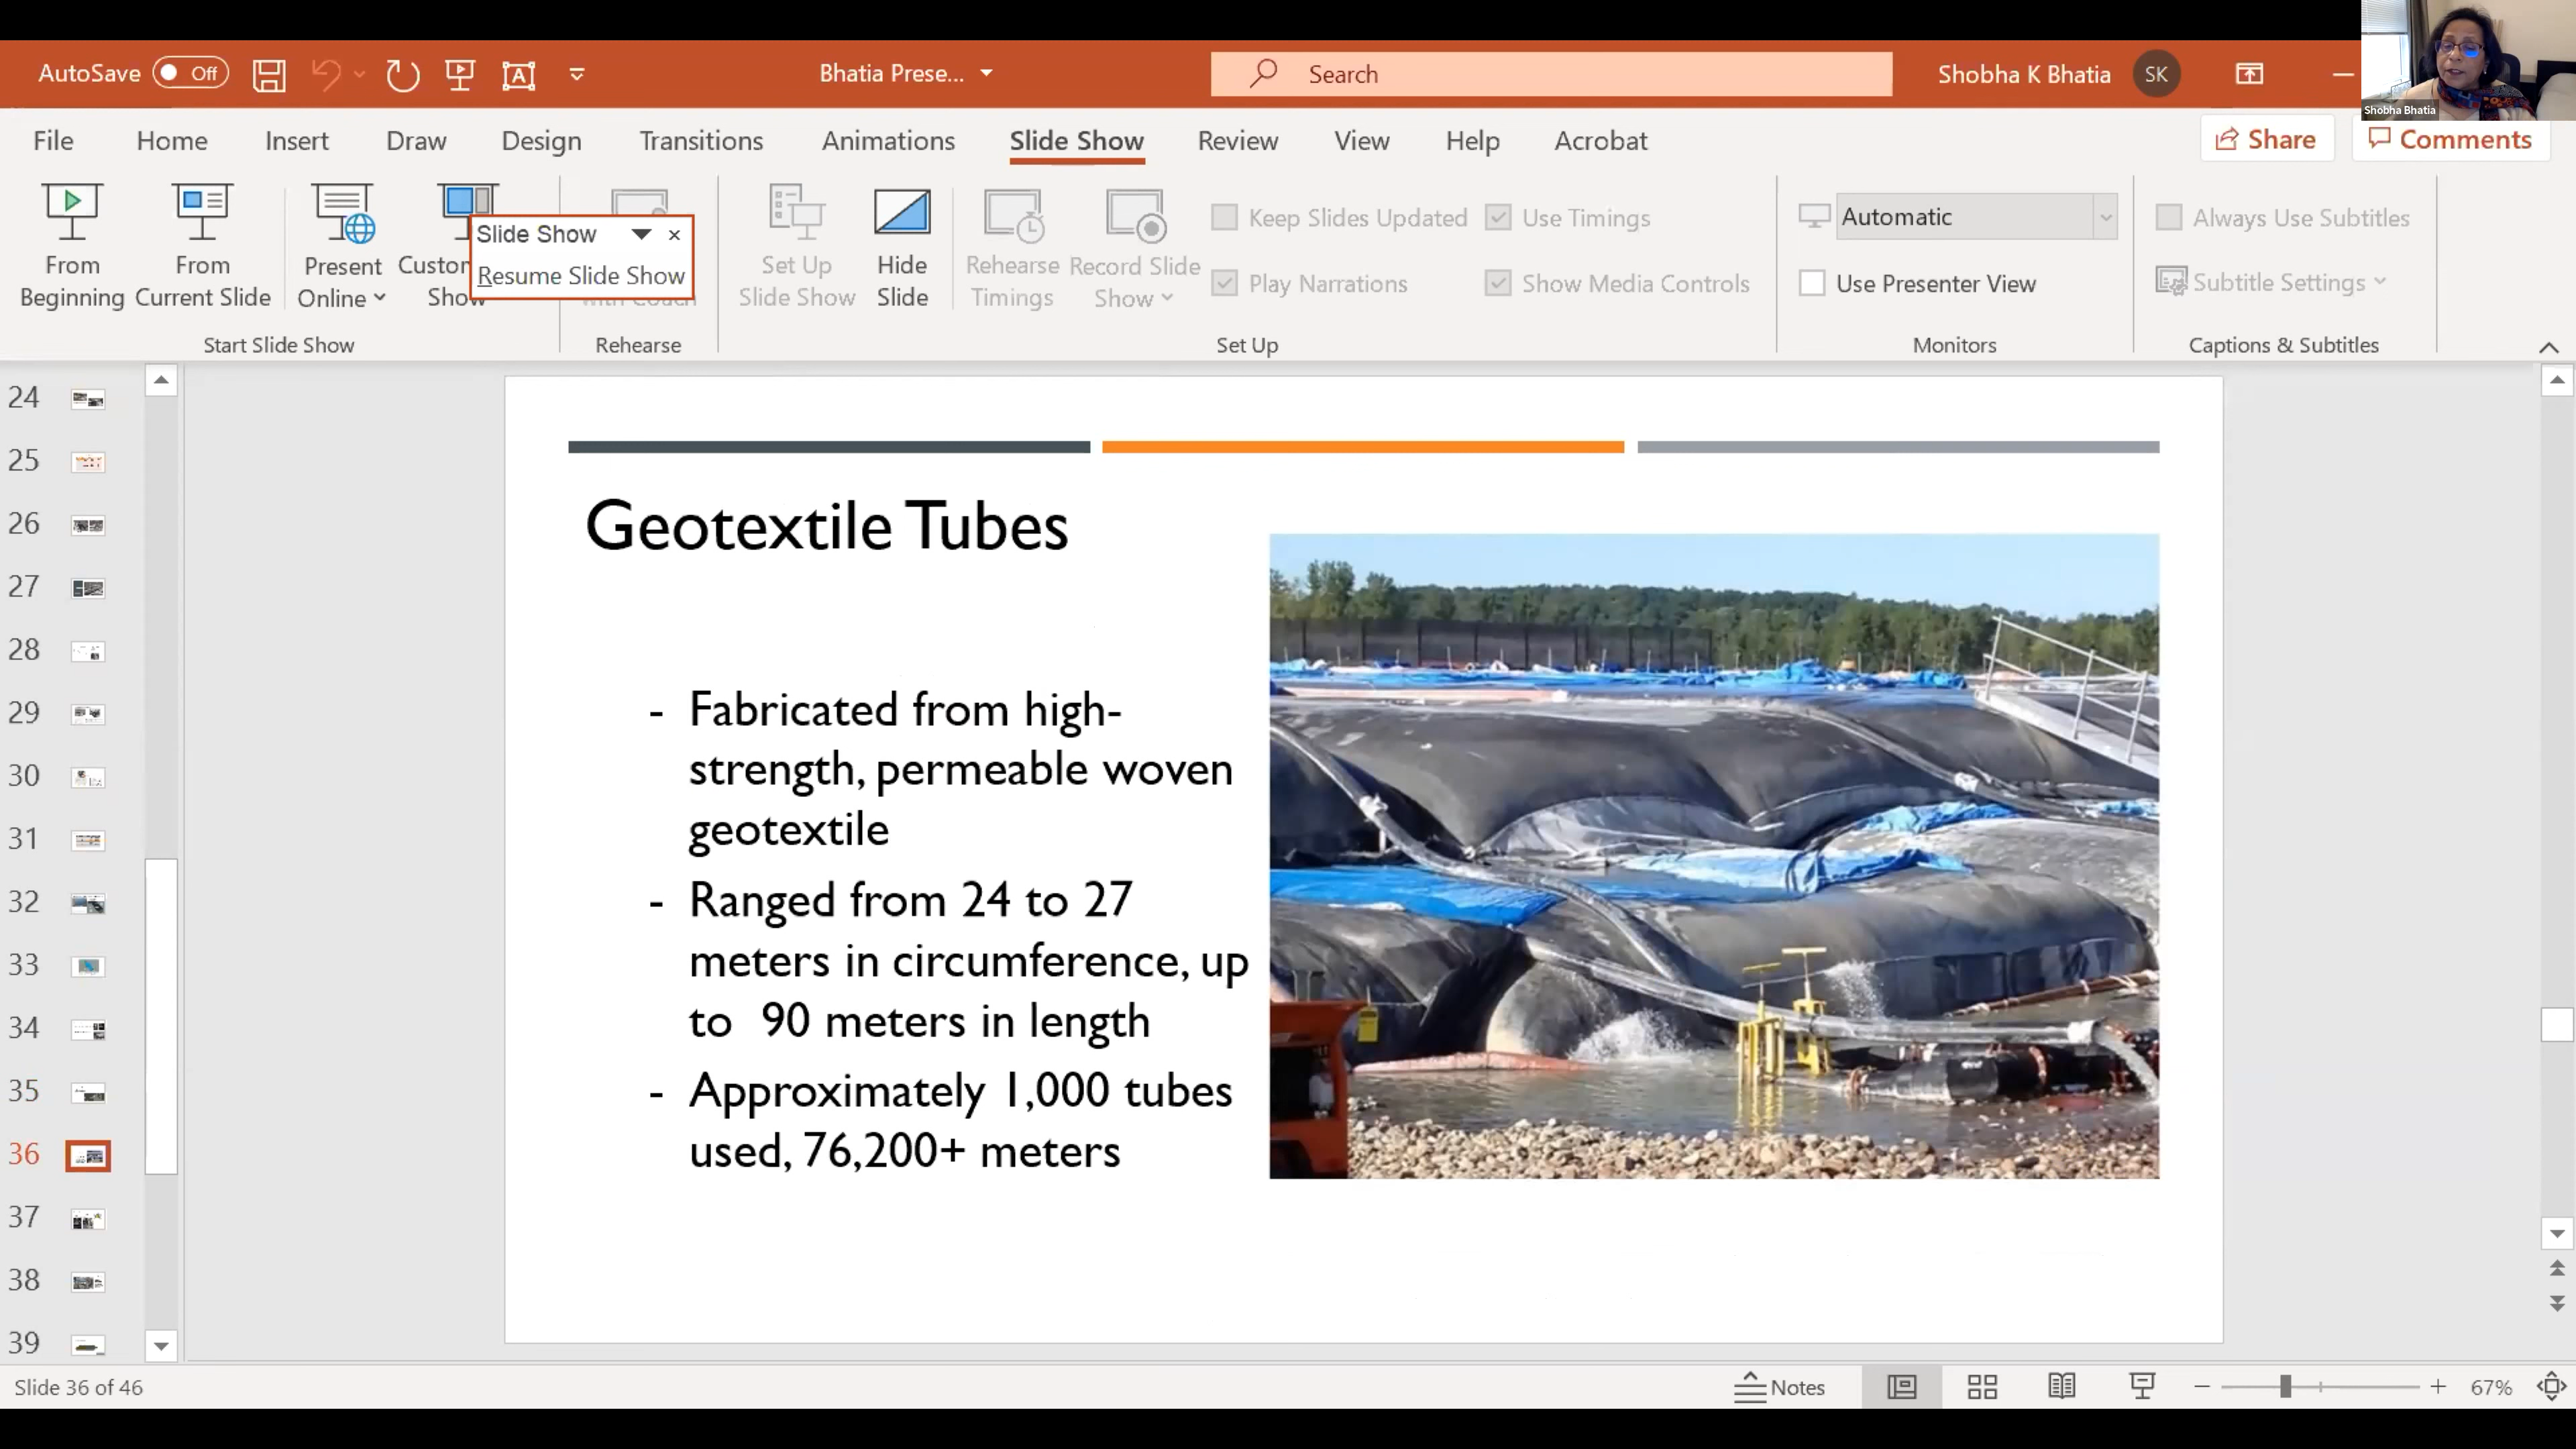 AutoSave Off
Bhatia Prese...
Search
Shobha K Bhatia SK
Shobha Bhatia
File Home Insert Draw Design Transitions Animations Slide Show Review View Help Acrobat
Share Comments
From Beginning
From Current Slide
Present Online
Custom
Show
Slide Show ×
Resume Slide Show
with Coach
Set Up Slide Show
Hide Slide
Rehearse Timings
Record Slide Show
Keep Slides Updated
Play Narrations
Use Timings
Show Media Controls
Automatic
Use Presenter View
Always Use Subtitles
Subtitle Settings
Start Slide Show Rehearse Set Up Monitors Captions & Subtitles
24
25
26
27
28
29
30
31
32
33
34
35
36
37
38
39
Geotextile Tubes
- Fabricated from high-
strength, permeable woven
geotextile
- Ranged from 24 to 27
meters in circumference, up
to 90 meters in length
- Approximately 1,000 tubes
used, 76,200+ meters
Slide 36 of 46
Notes
67%